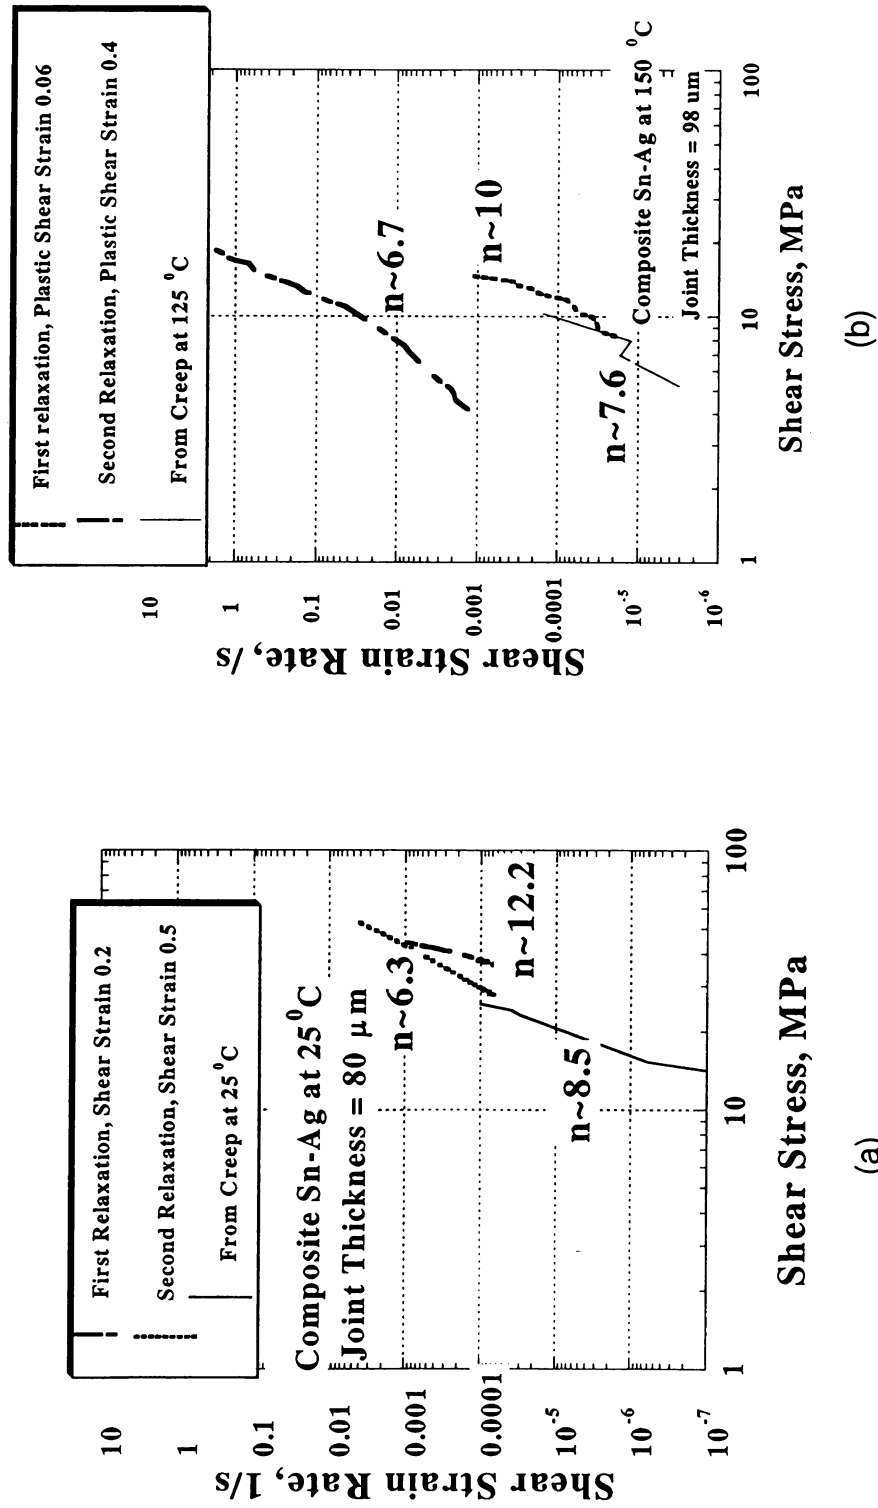 First Relaxation, Shear Strain 0.2
Second Relaxation, Shear Strain 0.5
From Creep at 25 ⁰C
Composite Sn-Ag at 25⁰C
Joint Thickness = 80 μm
n~6.3
n~12.2
n~8.5
10
1
0.1
0.01
0.001
0.0001
10⁻⁵
10⁻⁶
10⁻⁷
Shear Strain Rate, 1/s
1
10
100
Shear Stress, MPa
(a)
First relaxation, Plastic Shear Strain 0.06
Second Relaxation, Plastic Shear Strain 0.4
From Creep at 125 ⁰C
n~6.7
n~10
n~7.6
Composite Sn-Ag at 150 ⁰C
Joint Thickness = 98 um
10
1
0.1
0.01
0.001
0.0001
10⁻⁵
10⁻⁶
Shear Strain Rate, /s
1
10
100
Shear Stress, MPa
(b)